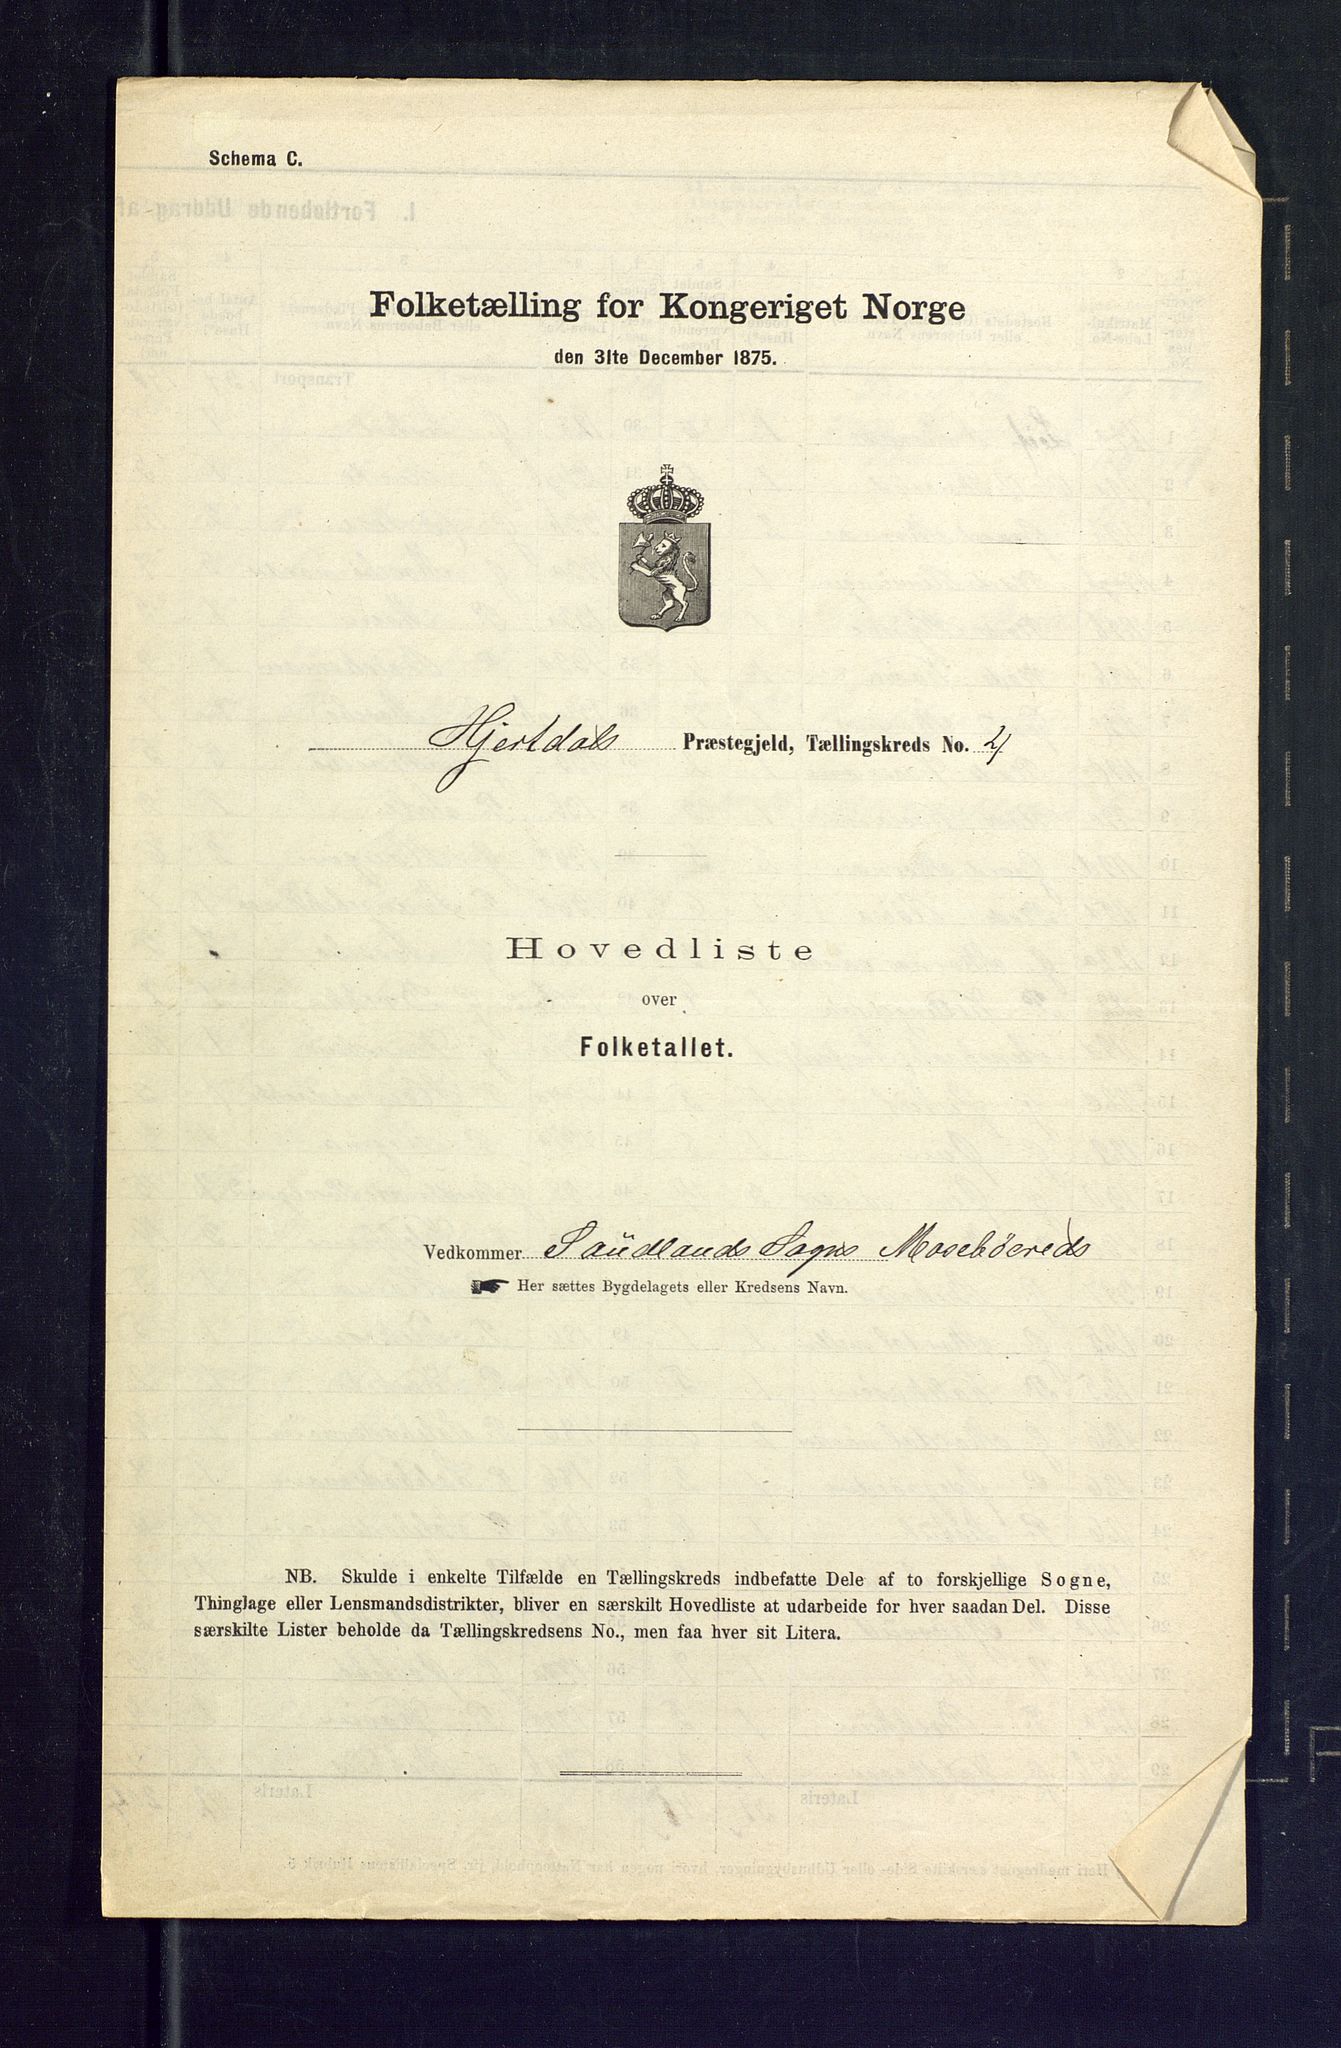 Schema C.
Folketælling for Kongeriget Norge
den 31te December 1875.
Hjertdals Præstegjeld, Tællingskreds No. 4
Hovedliste
over
Folketallet.
Vedkommer Saudlands Sogns
Her sættes Bygdelagets eller Kredsens Navn.
NB. Skulde i enkelte Tilfælde en Tællingskreds indbefatte Dele af to forskjellige Sogne,
Thinglage eller Lensmandsdistrikter, bliver en særskilt Hovedliste at udarbeide for hver saadan Del. Disse
særskilte Lister beholde da Tællingskredsens No., men faa hver sit Litera.